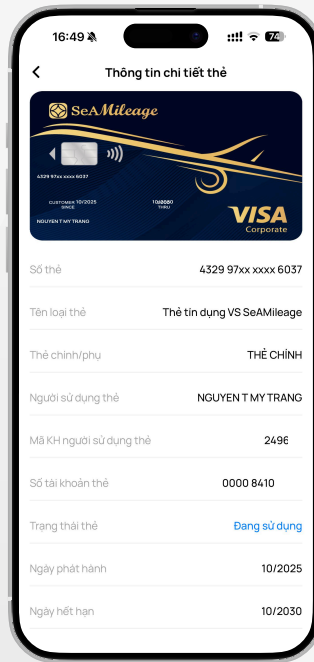 16:49
74
Thông tin chi tiết thẻ
SeAMileage
4329 97xx xxxx 6037
CUSTOMER SINCE 10/2025
THRU
NGUYEN T MY TRANG
VISA
Corporate
Số thẻ 4329 97xx xxxx 6037
Tên loại thẻ Thẻ tín dụng VS SeAMileage
Thẻ chính/phụ THẺ CHÍNH
Người sử dụng thẻ NGUYEN T MY TRANG
Mã KH người sử dụng thẻ 2496
Số tài khoản thẻ 0000 8410
Trạng thái thẻ Đang sử dụng
Ngày phát hành 10/2025
Ngày hết hạn 10/2030